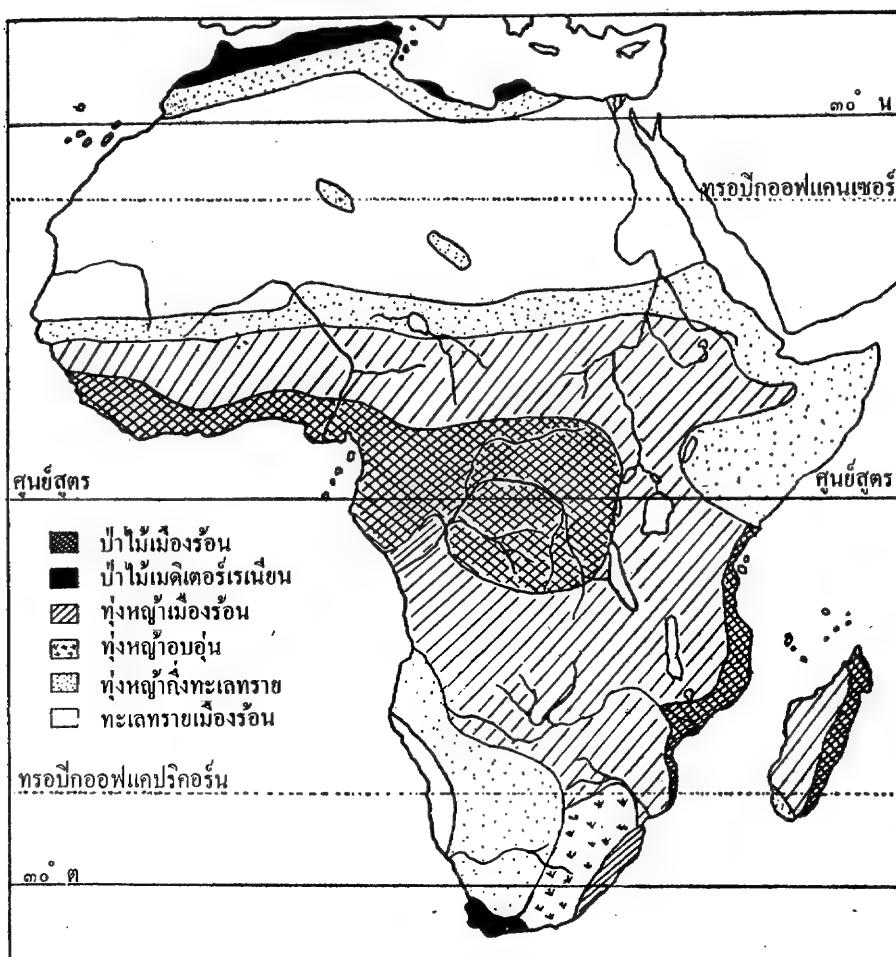 ๓๐° น
ทรอปีกออฟแคนเซอร์
ศูนย์สูตร
ศูนย์สูตร
ป่าไม้เมืองร้อน
ป่าไม้เมดิเตอร์เรเนียน
ทุ่งหญ้าเมืองร้อน
ทุ่งหญ้าอบอุ่น
ทุ่งหญ้ากึ่งทะเลทราย
ทะเลทรายเมืองร้อน
ทรอปีกออฟแคปริคอร์น
๓๐° ต